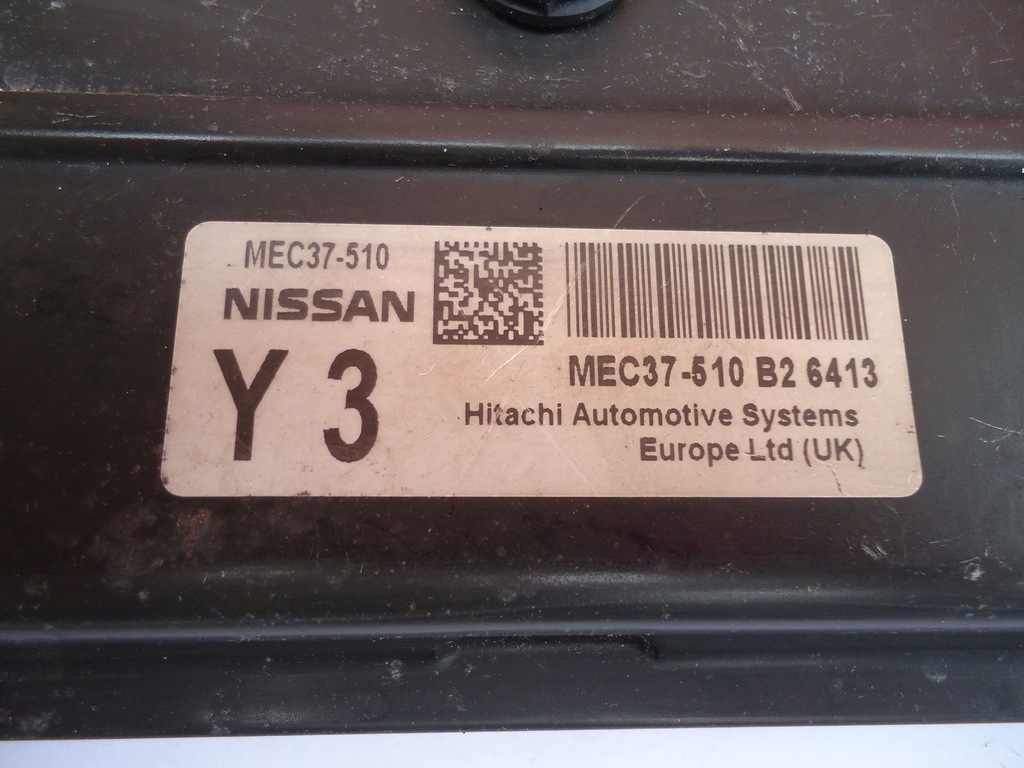 MEC37-510
NISSAN
Y 3
MEC37-510 B2 6413
Hitachi Automotive Systems
Europe Ltd (UK)